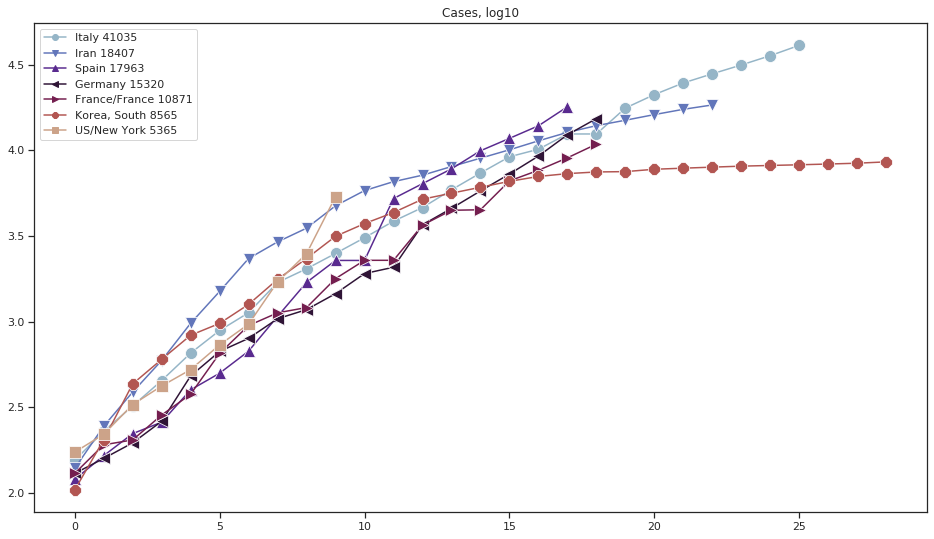 Cases, log10
Italy 41035
Iran 18407
Spain 17963
Germany 15320
France/France 10871
Korea, South 8565
US/New York 5365
4.5
4.0
3.5
3.0
2.5
2.0
0 5 10 15 20 25